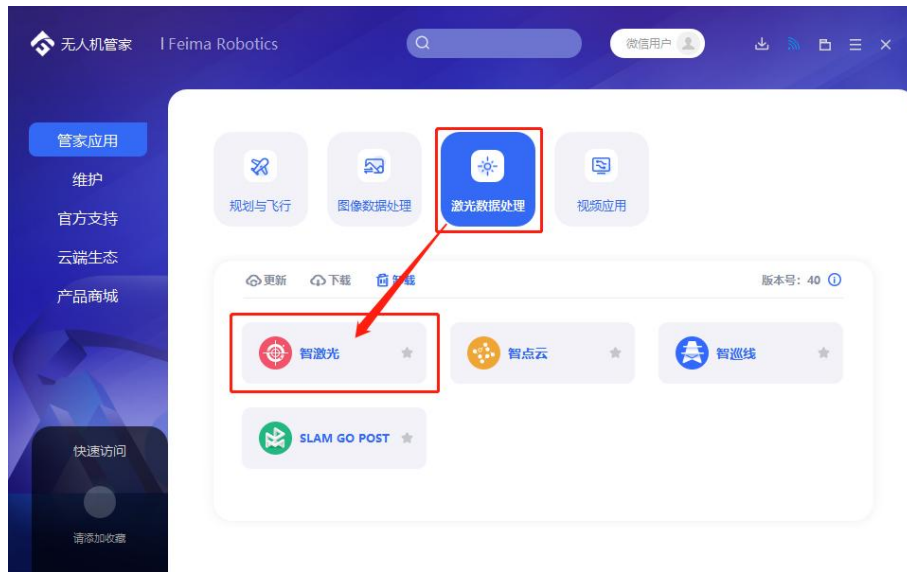 无人机管家 | Feima Robotics 微信用户
管家应用
维护
官方支持
云端生态
产品商城
规划与飞行 图像数据处理 激光数据处理 视频应用
更新 下载 卸载 版本号: 40
智激光 智点云 智巡线
SLAM GO POST
快速访问
请添加收藏